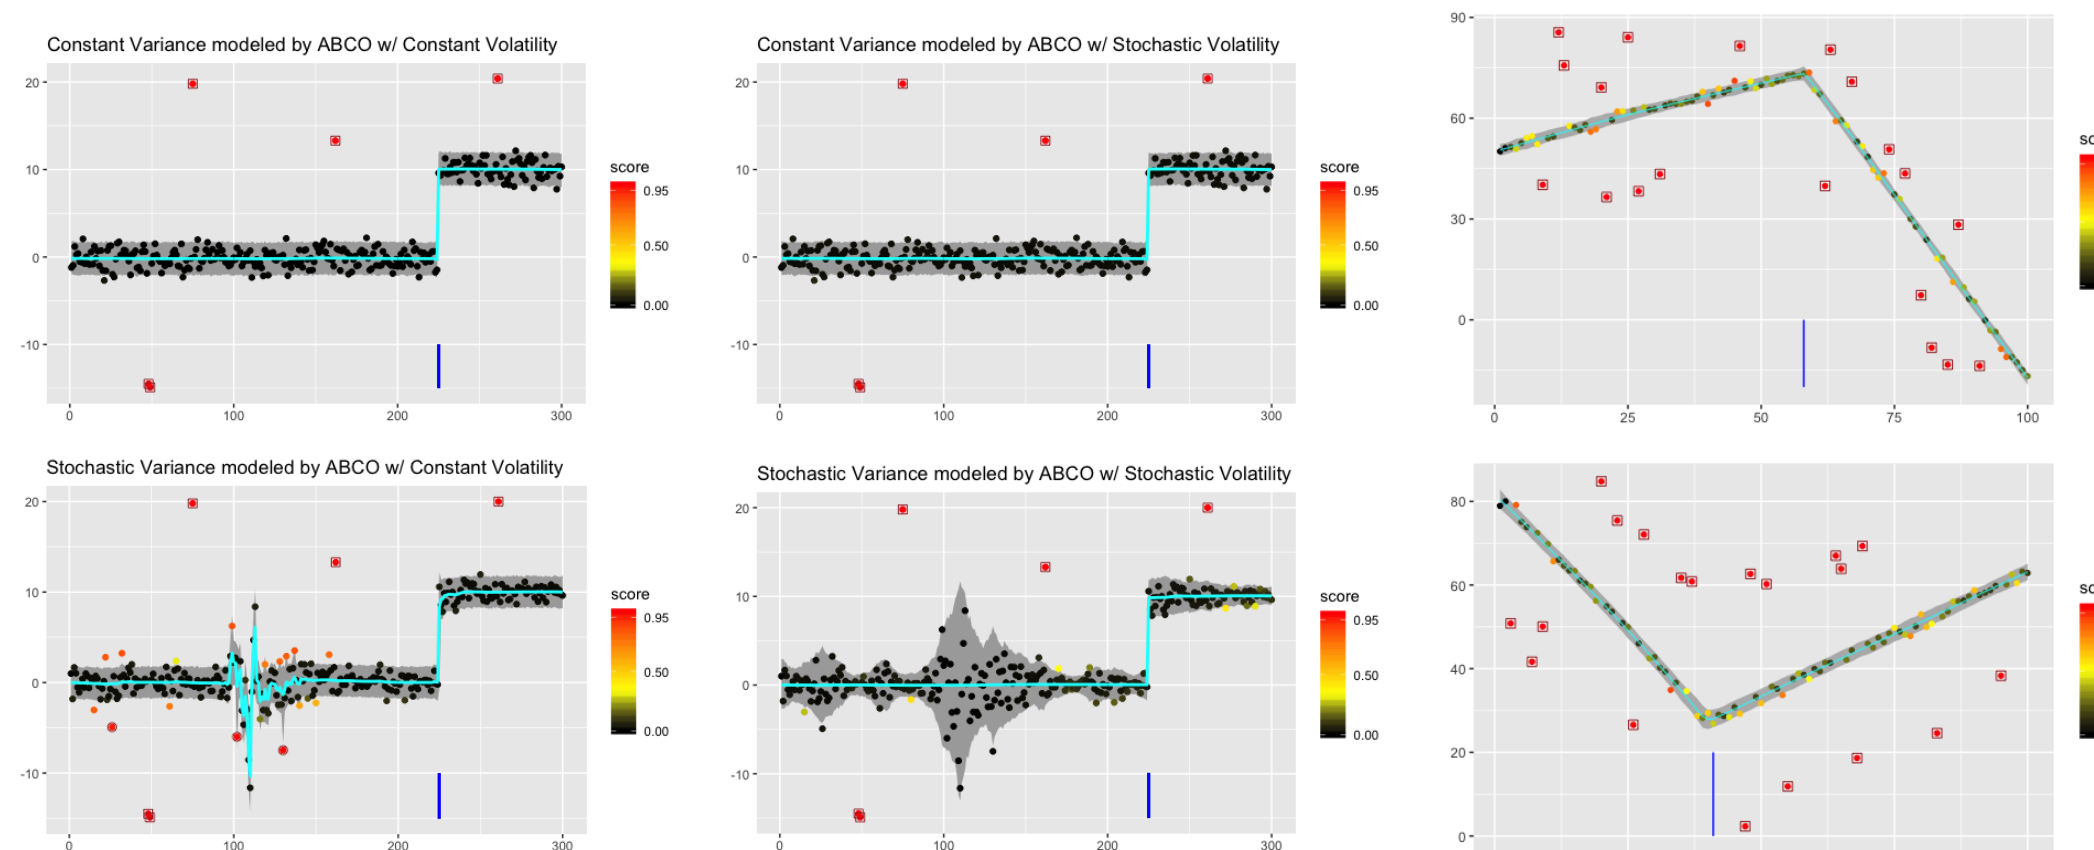 Constant Variance modeled by ABCO w/ Constant Volatility
20
10
0
-10
0 100 200 300
score
0.95
0.50
0.00
Constant Variance modeled by ABCO w/ Stochastic Volatility
20
10
0
-10
0 100 200 300
score
0.95
0.50
0.00
90
60
30
0
0 25 50 75 100
sc
Stochastic Variance modeled by ABCO w/ Constant Volatility
20
10
0
-10
0 100 200 300
score
0.95
0.50
0.00
Stochastic Variance modeled by ABCO w/ Stochastic Volatility
20
10
0
-10
0 100 200 300
score
0.95
0.50
0.00
80
60
40
20
0
sc